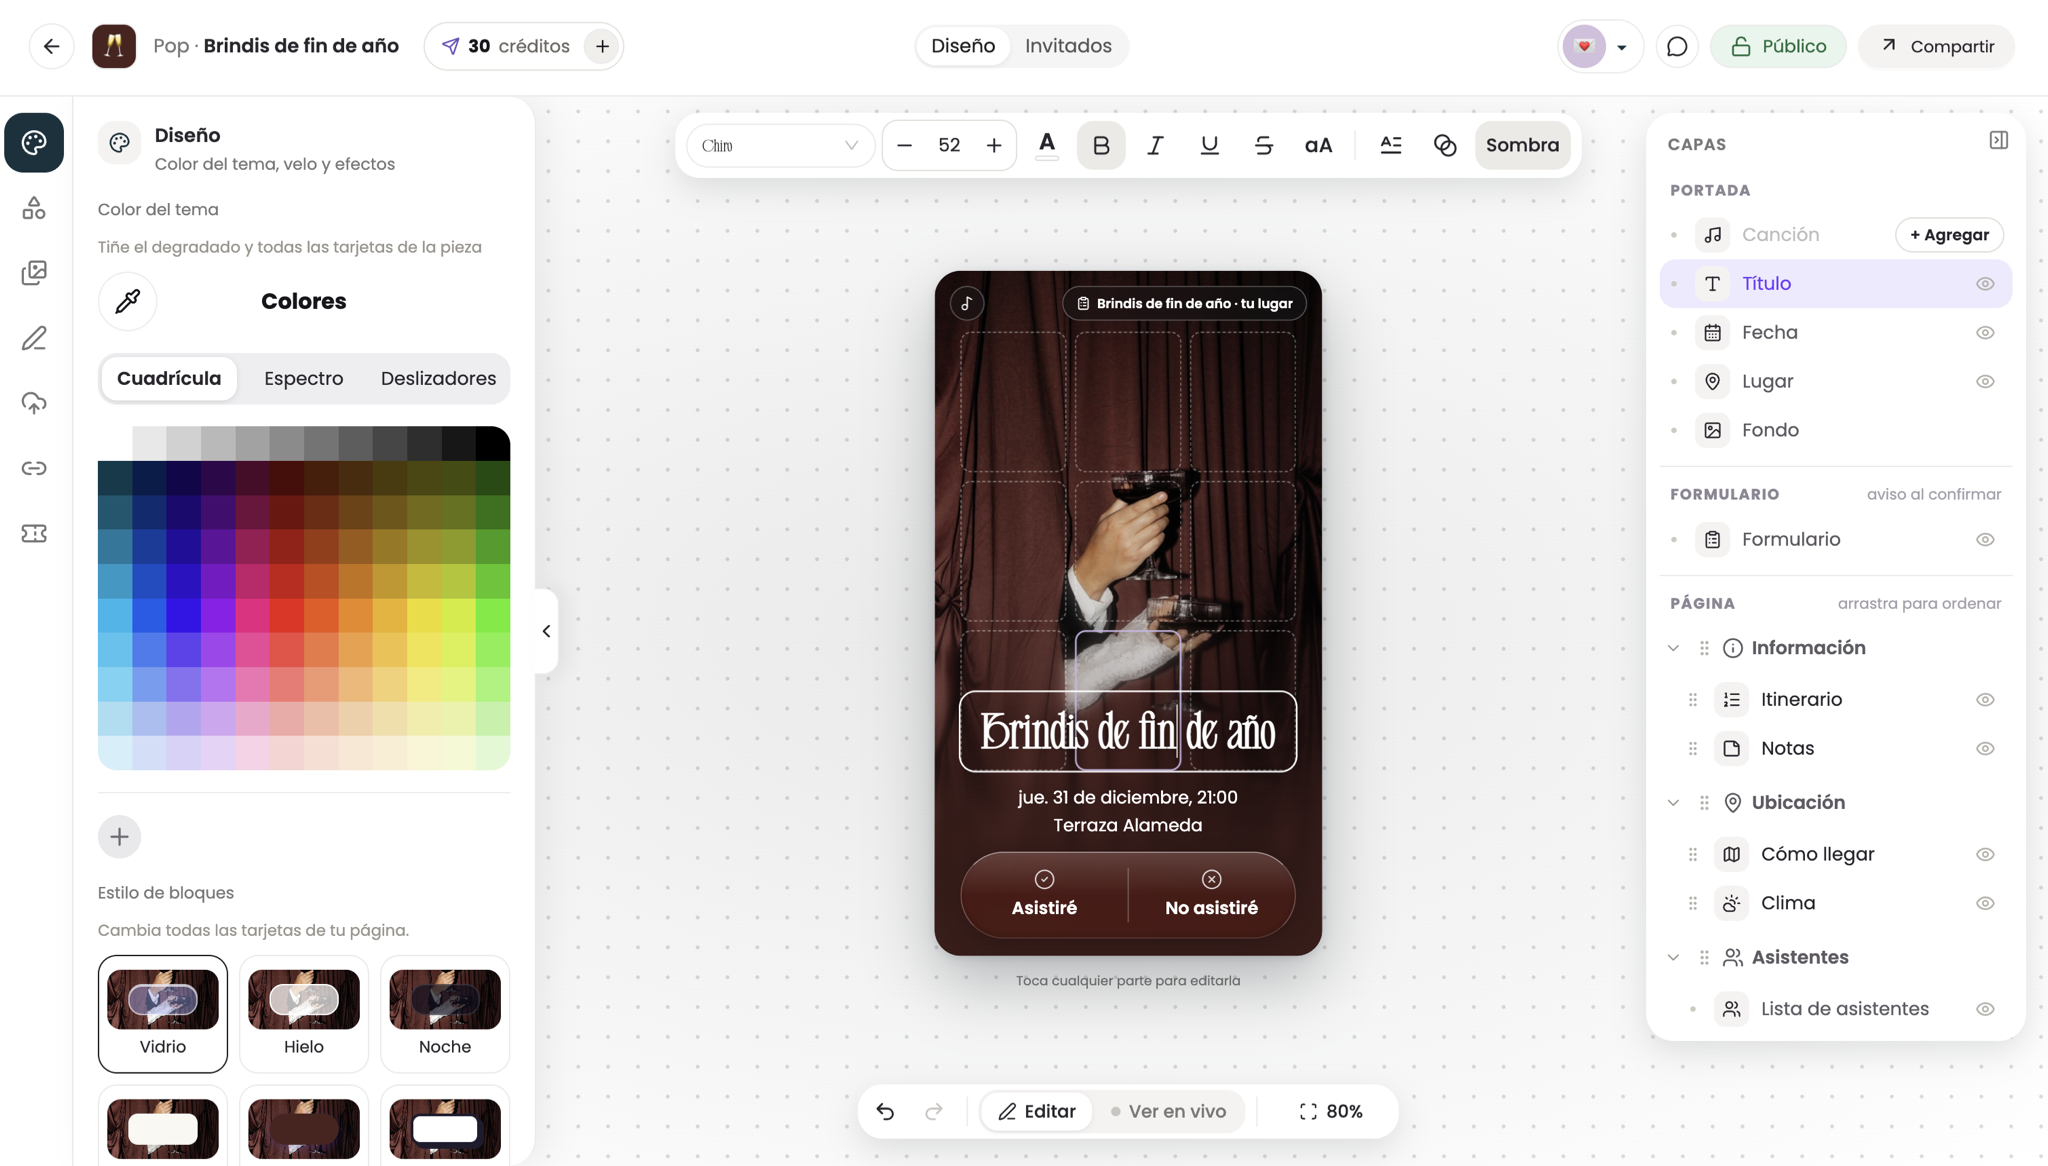 Pop · Brindis de fin de año
30 créditos
Diseño
Invitados
Público
Compartir
Diseño
Color del tema, velo y efectos
Color del tema
Tiñe el degradado y todas las tarjetas de la pieza
Colores
Cuadrícula
Espectro
Deslizadores
Estilo de bloques
Cambia todas las tarjetas de tu página.
Vidrio
Hielo
Noche
Chiro
52
A
B
I
U
S
aA
A
Sombra
Brindis de fin de año · tu lugar
Brindis de fin de año
jue. 31 de diciembre, 21:00
Terraza Alameda
Asistiré
No asistiré
Toca cualquier parte para editarla
Editar
Ver en vivo
80%
CAPAS
PORTADA
Canción
+ Agregar
Título
Fecha
Lugar
Fondo
FORMULARIO
aviso al confirmar
Formulario
PÁGINA
arrastra para ordenar
Información
Itinerario
Notas
Ubicación
Cómo llegar
Clima
Asistentes
Lista de asistentes